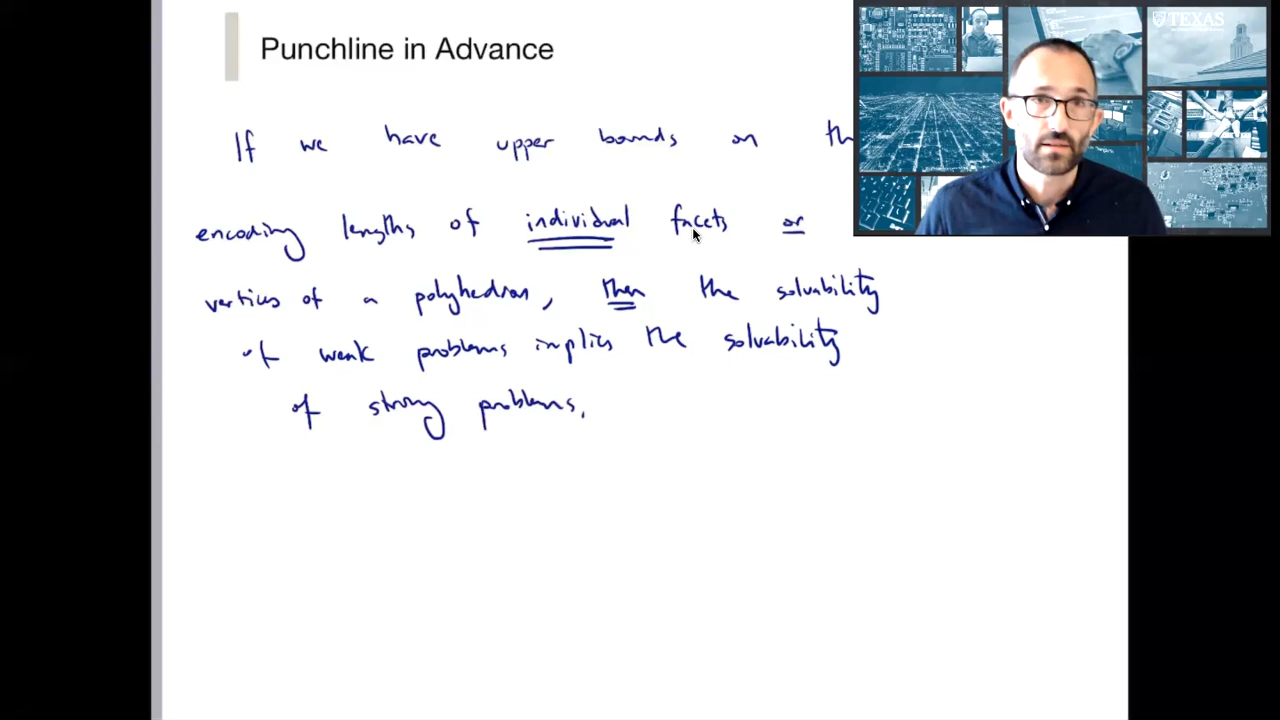 Punchline in Advance
TEXAS
If we have upper bounds on th
encoding lengths of individual facets or
vertices of a polyhedron, then the solvability
of weak problems implies the solvability
of strong problems.